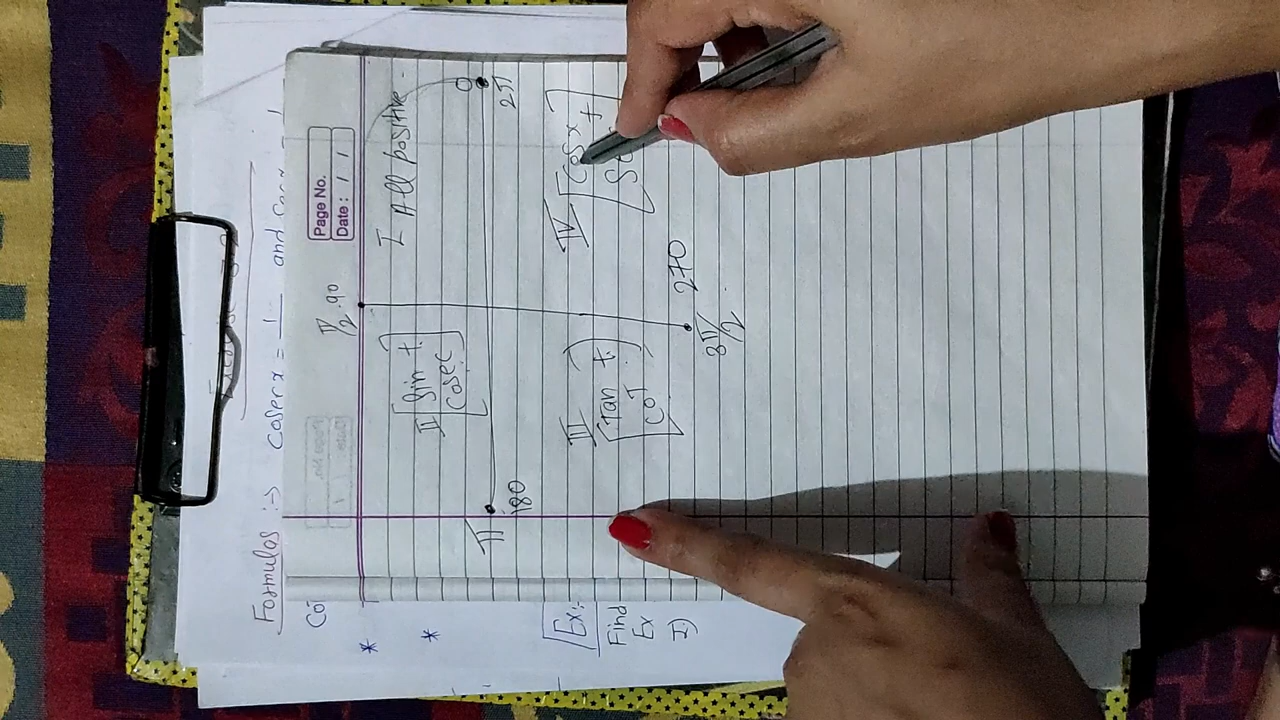 Formulas :→ Cosec x = 1 and
Page No.
Date : / /
π/2 90
I All positive
II [Sin +
Cosec]
π
180
0
2π
III
[Tan +
Cot]
IV [Cos x +
270
3π/2
Ex:-
Find
Ex
I)